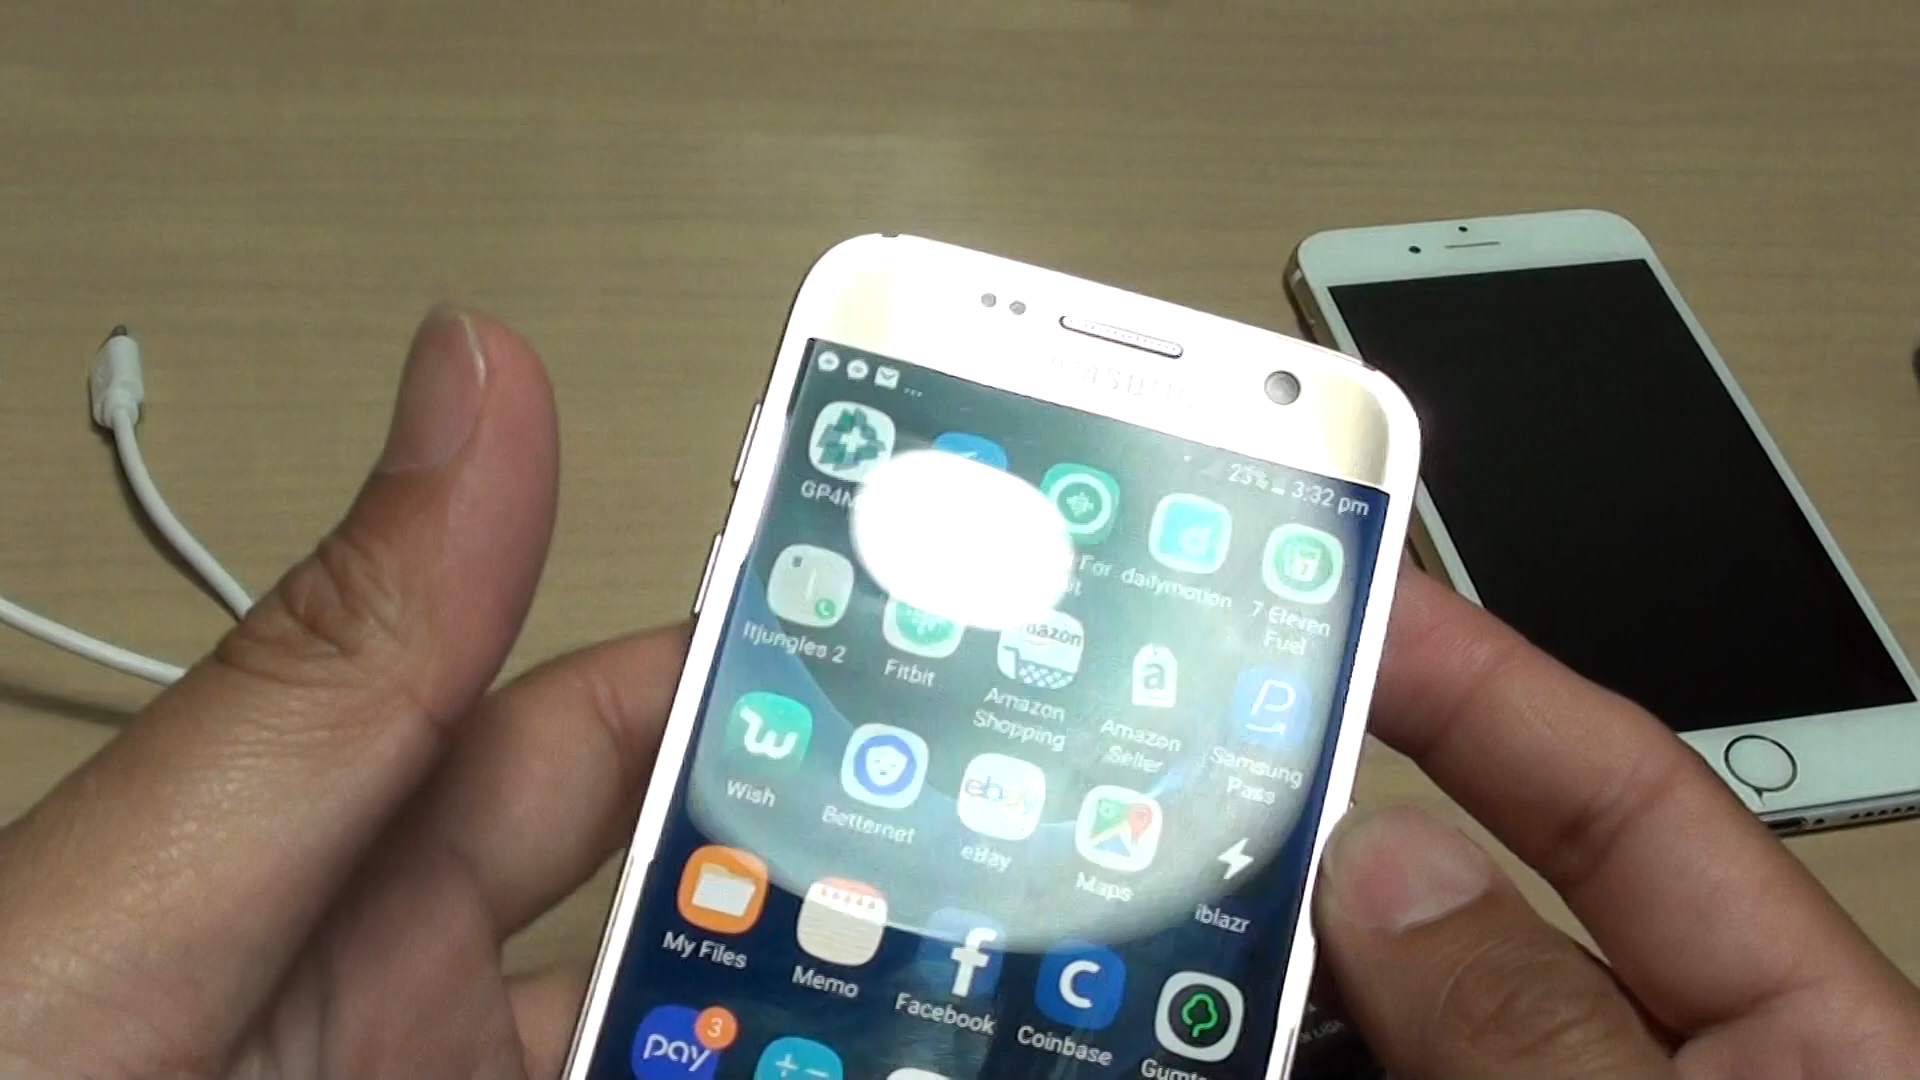 SAMSUNG
23% 3:32 pm
For dailymotion 7 Eleven
Fuel
Itjungles 2 Fitbit Amazon
Shopping Amazon
Seller Samsung
Pass
amazon
a
Wish Betternet eBay Maps iblazr
ebay
My Files Memo Facebook Coinbase
pay 3